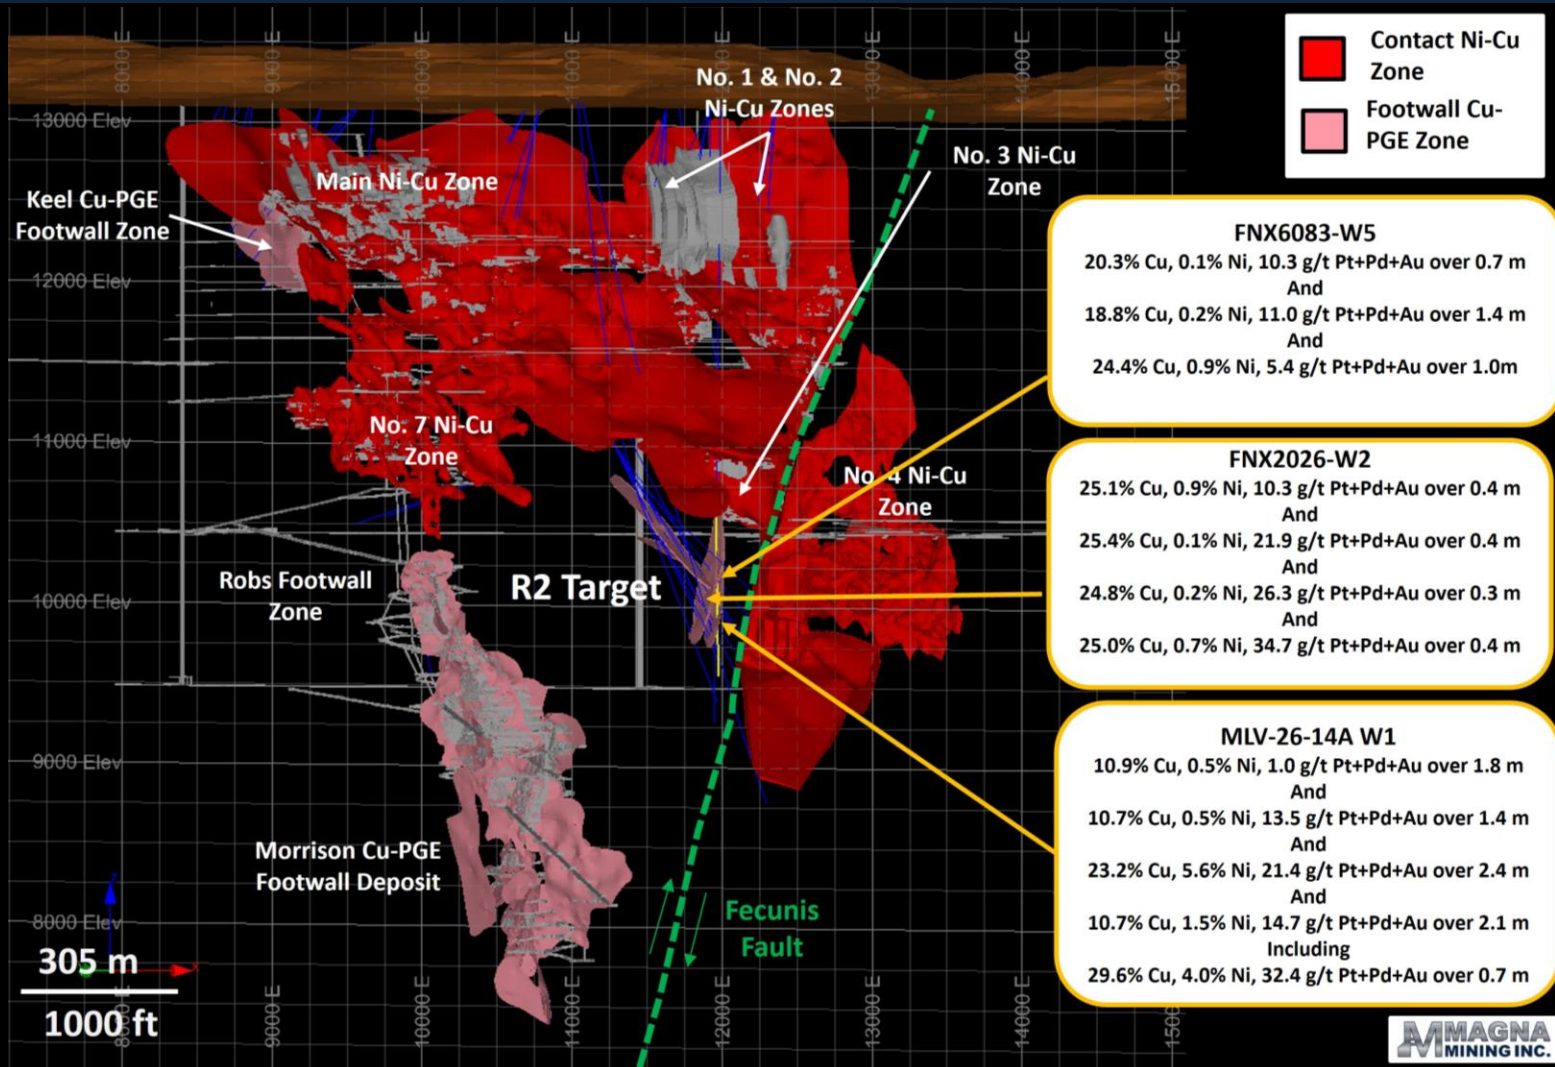 Contact Ni-Cu
Zone
Footwall Cu-
PGE Zone
8000 E
9000 E
10000 E
11000 E
12000 E
13000 E
14000 E
13000 Elev
12000 Elev
11000 Elev
10000 Elev
9000 Elev
8000 Elev
No. 1 & No. 2
Ni-Cu Zones
Main Ni-Cu Zone
Keel Cu-PGE
Footwall Zone
No. 3 Ni-Cu
Zone
No. 7 Ni-Cu
Zone
No. 4 Ni-Cu
Zone
Robs Footwall
Zone
R2 Target
Morrison Cu-PGE
Footwall Deposit
Fecunis
Fault
FNX6083-W5
20.3% Cu, 0.1% Ni, 10.3 g/t Pt+Pd+Au over 0.7 m
And
18.8% Cu, 0.2% Ni, 11.0 g/t Pt+Pd+Au over 1.4 m
And
24.4% Cu, 0.9% Ni, 5.4 g/t Pt+Pd+Au over 1.0m
FNX2026-W2
25.1% Cu, 0.9% Ni, 10.3 g/t Pt+Pd+Au over 0.4 m
And
25.4% Cu, 0.1% Ni, 21.9 g/t Pt+Pd+Au over 0.4 m
And
24.8% Cu, 0.2% Ni, 26.3 g/t Pt+Pd+Au over 0.3 m
And
25.0% Cu, 0.7% Ni, 34.7 g/t Pt+Pd+Au over 0.4 m
MLV-26-14A W1
10.9% Cu, 0.5% Ni, 1.0 g/t Pt+Pd+Au over 1.8 m
And
10.7% Cu, 0.5% Ni, 13.5 g/t Pt+Pd+Au over 1.4 m
And
23.2% Cu, 5.6% Ni, 21.4 g/t Pt+Pd+Au over 2.4 m
And
10.7% Cu, 1.5% Ni, 14.7 g/t Pt+Pd+Au over 2.1 m
Including
29.6% Cu, 4.0% Ni, 32.4 g/t Pt+Pd+Au over 0.7 m
305 m
1000 ft
9000 E
10000 E
11000 E
12000 E
13000 E
14000 E
MAGNA
MINING INC.